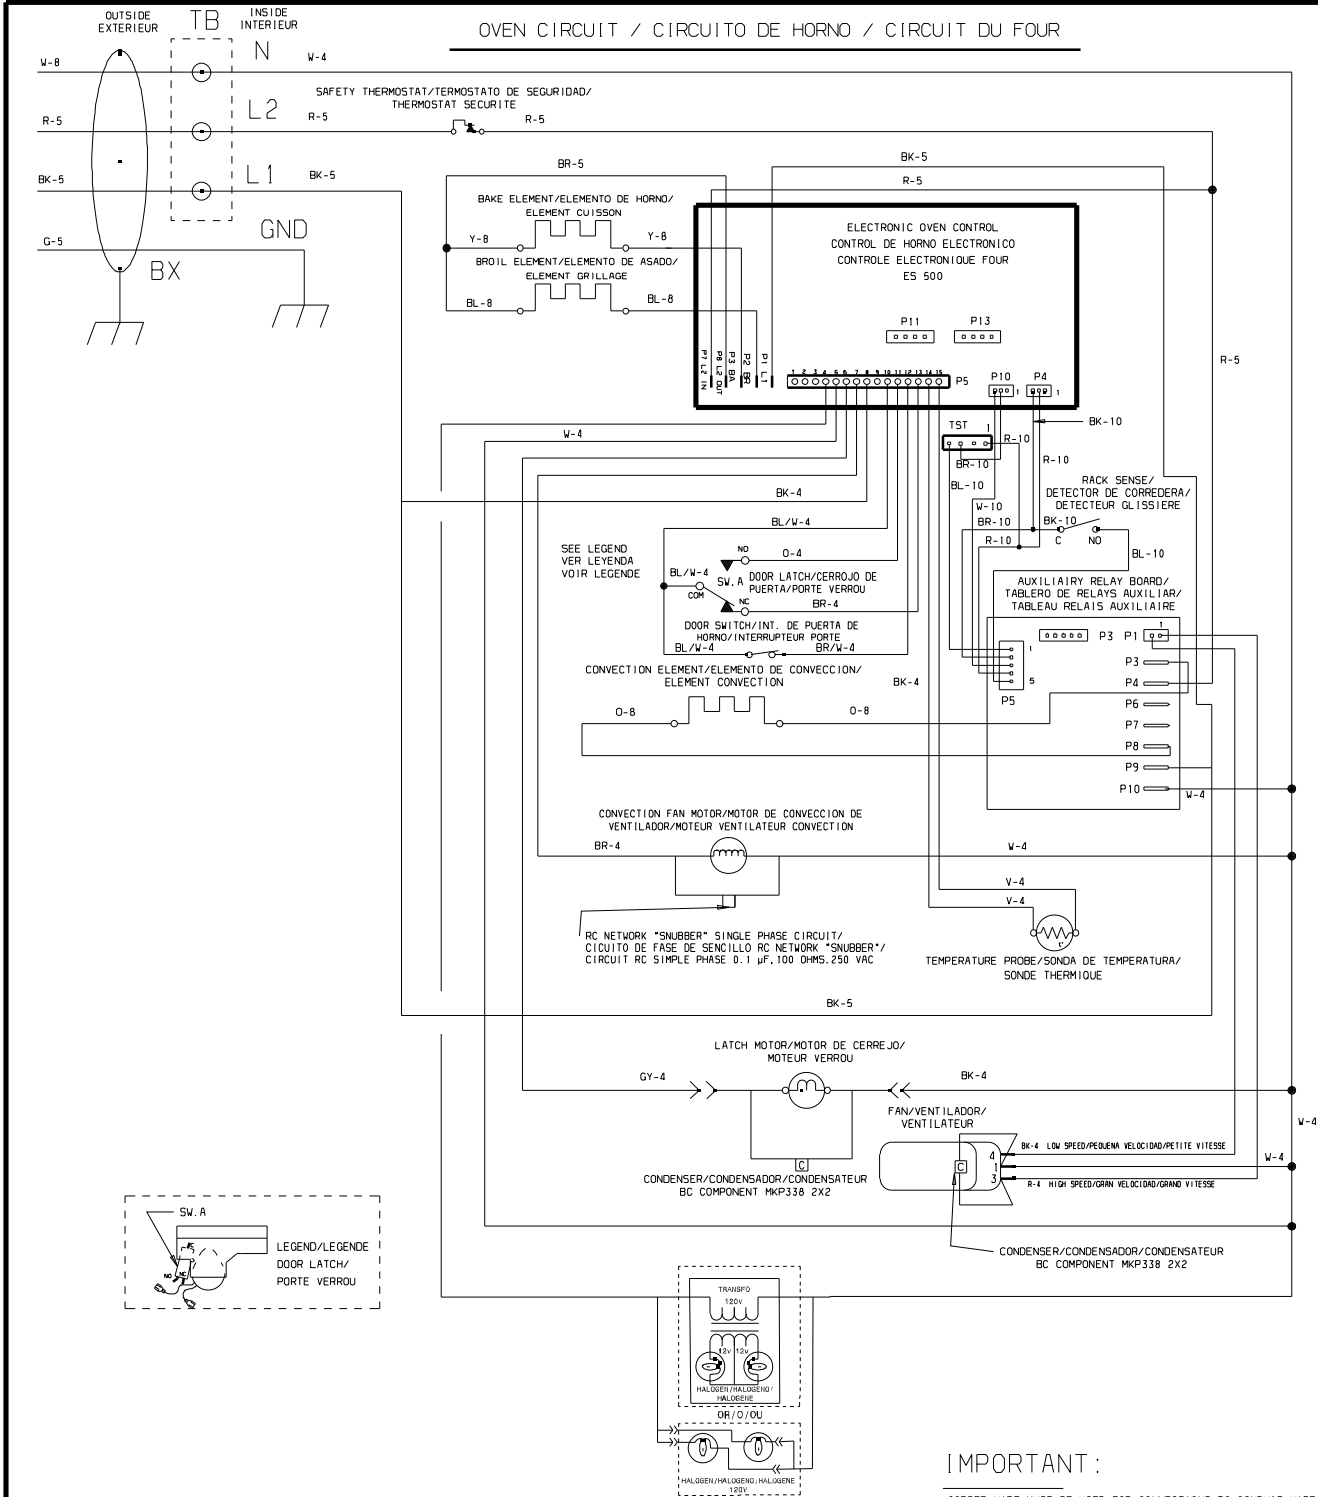 OUTSIDE
EXTERIEUR
TB
INSIDE
INTERIEUR
OVEN CIRCUIT / CIRCUITO DE HORNO / CIRCUIT DU FOUR
N
W-8
W-4
SAFETY THERMOSTAT/TERMOSTATO DE SEGURIDAD/
THERMOSTAT SECURITE
L2
R-5
R-5
R-5
L1
BK-5
BK-5
GND
G-5
BX
BR-5
BK-5
R-5
BAKE ELEMENT/ELEMENTO DE HORNO/
ELEMENT CUISSON
Y-8
Y-8
BROIL ELEMENT/ELEMENTO DE ASADO/
ELEMENT GRILLAGE
BL-8
BL-8
ELECTRONIC OVEN CONTROL
CONTROL DE HORNO ELECTRONICO
CONTROLE ELECTRONIQUE FOUR
ES 500
P11
P13
R-5
P7 L2 IN
P8 L2 OUT
P3 BA
P2 BR
P1 L1
1 2 3 4 5 6 7 8 9 10 11 12 13 14 15
P5
P10
1
P4
1
W-4
TST
1
BK-10
R-10
BR-10
R-10
BL-10
W-10
RACK SENSE/
DETECTOR DE CORREDERA/
DETECTEUR GLISSIERE
BK-4
BL/W-4
BR-10
BK-10
C
NO
R-10
BL-10
SEE LEGEND
VER LEYENDA
VOIR LEGENDE
NO
O-4
BL/W-4
COM
SW.A
DOOR LATCH/CERROJO DE
PUERTA/PORTE VERROU
NC
BR-4
AUXILIAIRY RELAY BOARD/
TABLERO DE RELAYS AUXILIAR/
TABLEAU RELAIS AUXILIAIRE
DOOR SWITCH/INT. DE PUERTA DE
HORNO/INTERRUPTEUR PORTE
BL/W-4
BR/W-4
P3
P1
1
1
5
P5
P3
P4
P6
P7
P8
P9
P10
W-4
CONVECTION ELEMENT/ELEMENTO DE CONVECCION/
ELEMENT CONVECTION
BK-4
O-8
O-8
CONVECTION FAN MOTOR/MOTOR DE CONVECCION DE
VENTILADOR/MOTEUR VENTILATEUR CONVECTION
BR-4
W-4
V-4
V-4
RC NETWORK "SNUBBER" SINGLE PHASE CIRCUIT/
CICUITO DE FASE DE SENCILLO RC NETWORK "SNUBBER"/
CIRCUIT RC SIMPLE PHASE 0.1 µF,100 OHMS,250 VAC
t°
TEMPERATURE PROBE/SONDA DE TEMPERATURA/
SONDE THERMIQUE
BK-5
LATCH MOTOR/MOTOR DE CERREJO/
MOTEUR VERROU
GY-4
BK-4
C
CONDENSER/CONDENSADOR/CONDENSATEUR
BC COMPONENT MKP338 2X2
FAN/VENTILADOR/
VENTILATEUR
C
4
1
3
BK-4 LOW SPEED/PEQUENA VELOCIDAD/PETITE VITESSE
W-4
R-4 HIGH SPEED/GRAN VELOCIDAD/GRAND VITESSE
W-4
CONDENSER/CONDENSADOR/CONDENSATEUR
BC COMPONENT MKP338 2X2
SW.A
NO
NC
LEGEND/LEGENDE
DOOR LATCH/
PORTE VERROU
TRANSFO
120V
12v 12v
HALOGEN/HALOGENO/
HALOGENE
OR/O/OU
HALOGEN/HALOGENO/HALOGENE
120V
IMPORTANT: